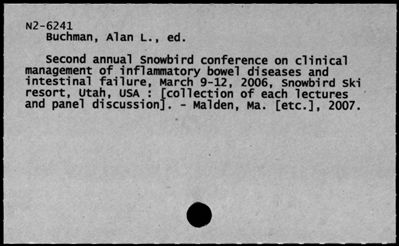 N2-6241
Buchman, Alan L., ed.
Second annual Snowbird conference on clinical
management of inflammatory bowel diseases and
intestinal failure, March 9-12, 2006, Snowbird Ski
resort, Utah, USA : [collection of each lectures
and panel discussion]. - Malden, Ma. [etc.], 2007.